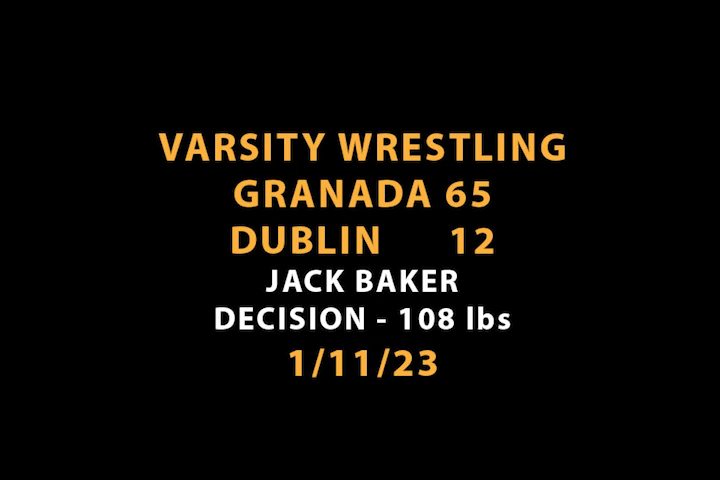 VARSITY WRESTLING
GRANADA 65
DUBLIN 12
JACK BAKER
DECISION - 108 lbs
1/11/23